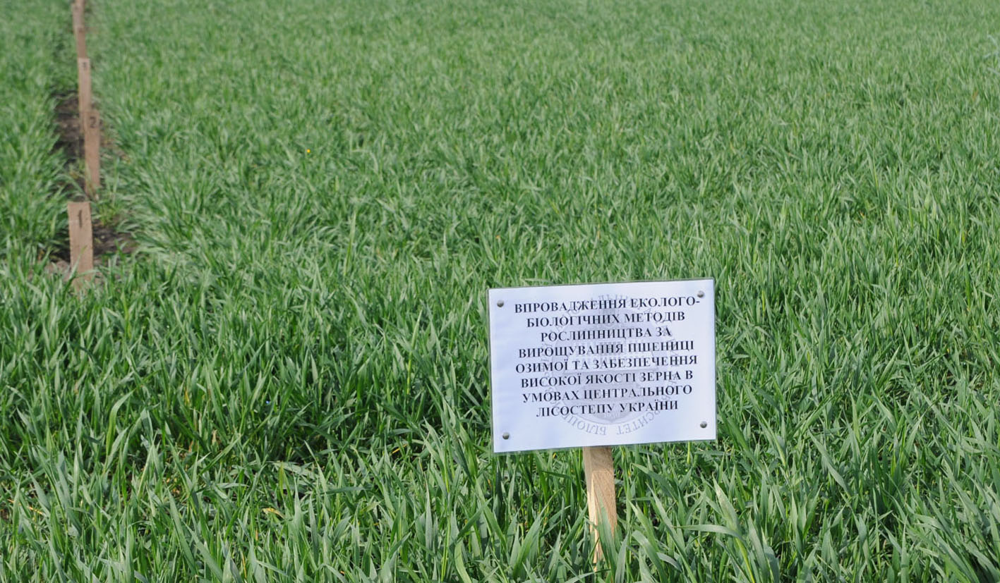 3
2
1
ВПРОВАДЖЕННЯ ЕКОЛОГО-
БІОЛОГІЧНИХ МЕТОДІВ
РОСЛИННИЦТВА ЗА
ВИРОЩУВАННЯ ПШЕНИЦІ
ОЗИМОЇ ТА ЗАБЕЗПЕЧЕННЯ
ВИСОКОЇ ЯКОСТІ ЗЕРНА В
УМОВАХ ЦЕНТРАЛЬНОГО
ЛІСОСТЕПУ УКРАЇНИ